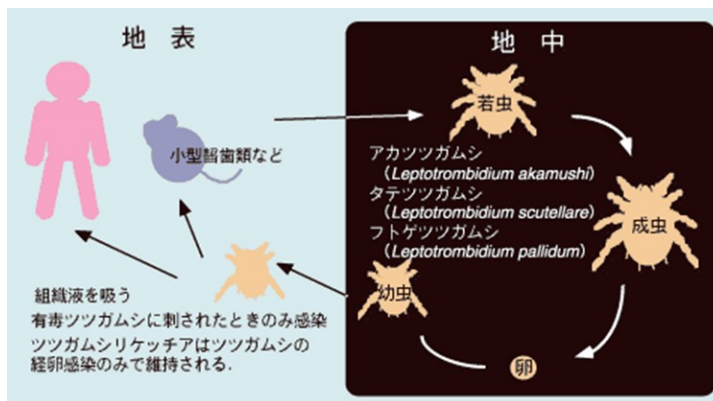 地 表
小型齧歯類など
組織液を吸う
有毒ツツガムシに刺されたときのみ感染
ツツガムシリケッチアはツツガムシの
経卵感染のみで維持される.
地 中
若虫
アカツツガムシ
（Leptotrombidium akamushi）
タテツツガムシ
（Leptotrombidium scutellare）
フトゲツツガムシ
（Leptotrombidium pallidum）
成虫
幼虫
卵